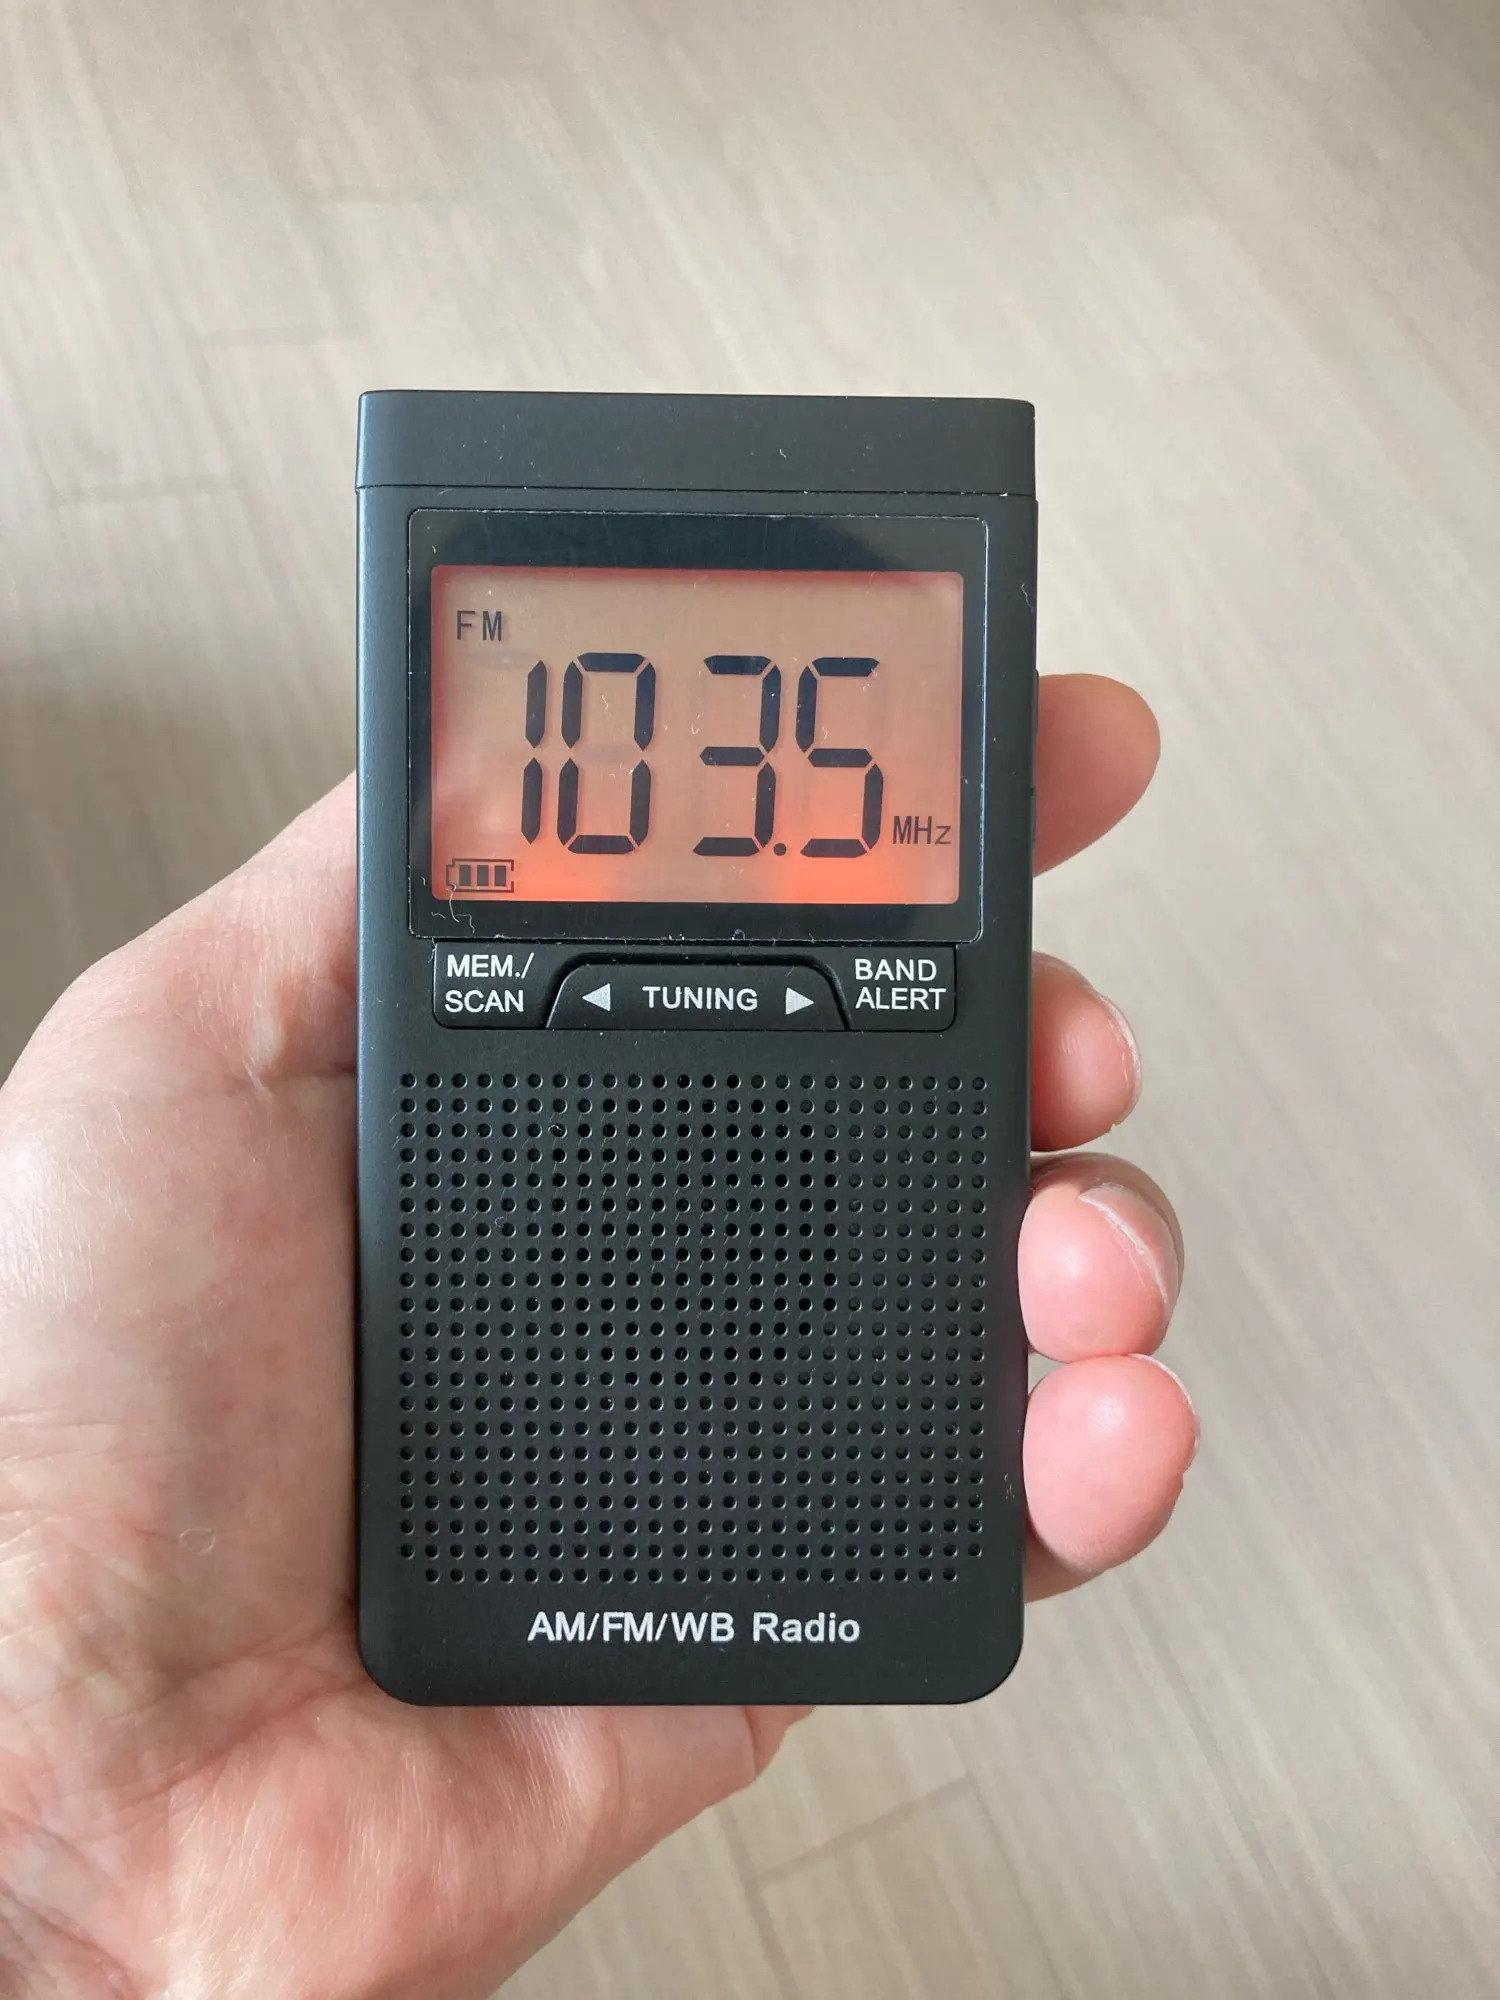 FM
103.5 MHz
MEM./
SCAN
◀ TUNING ▶
BAND
ALERT
AM/FM/WB Radio